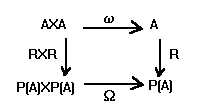 AXA ω A
RXR R
P(A)XP(A) Ω P(A)